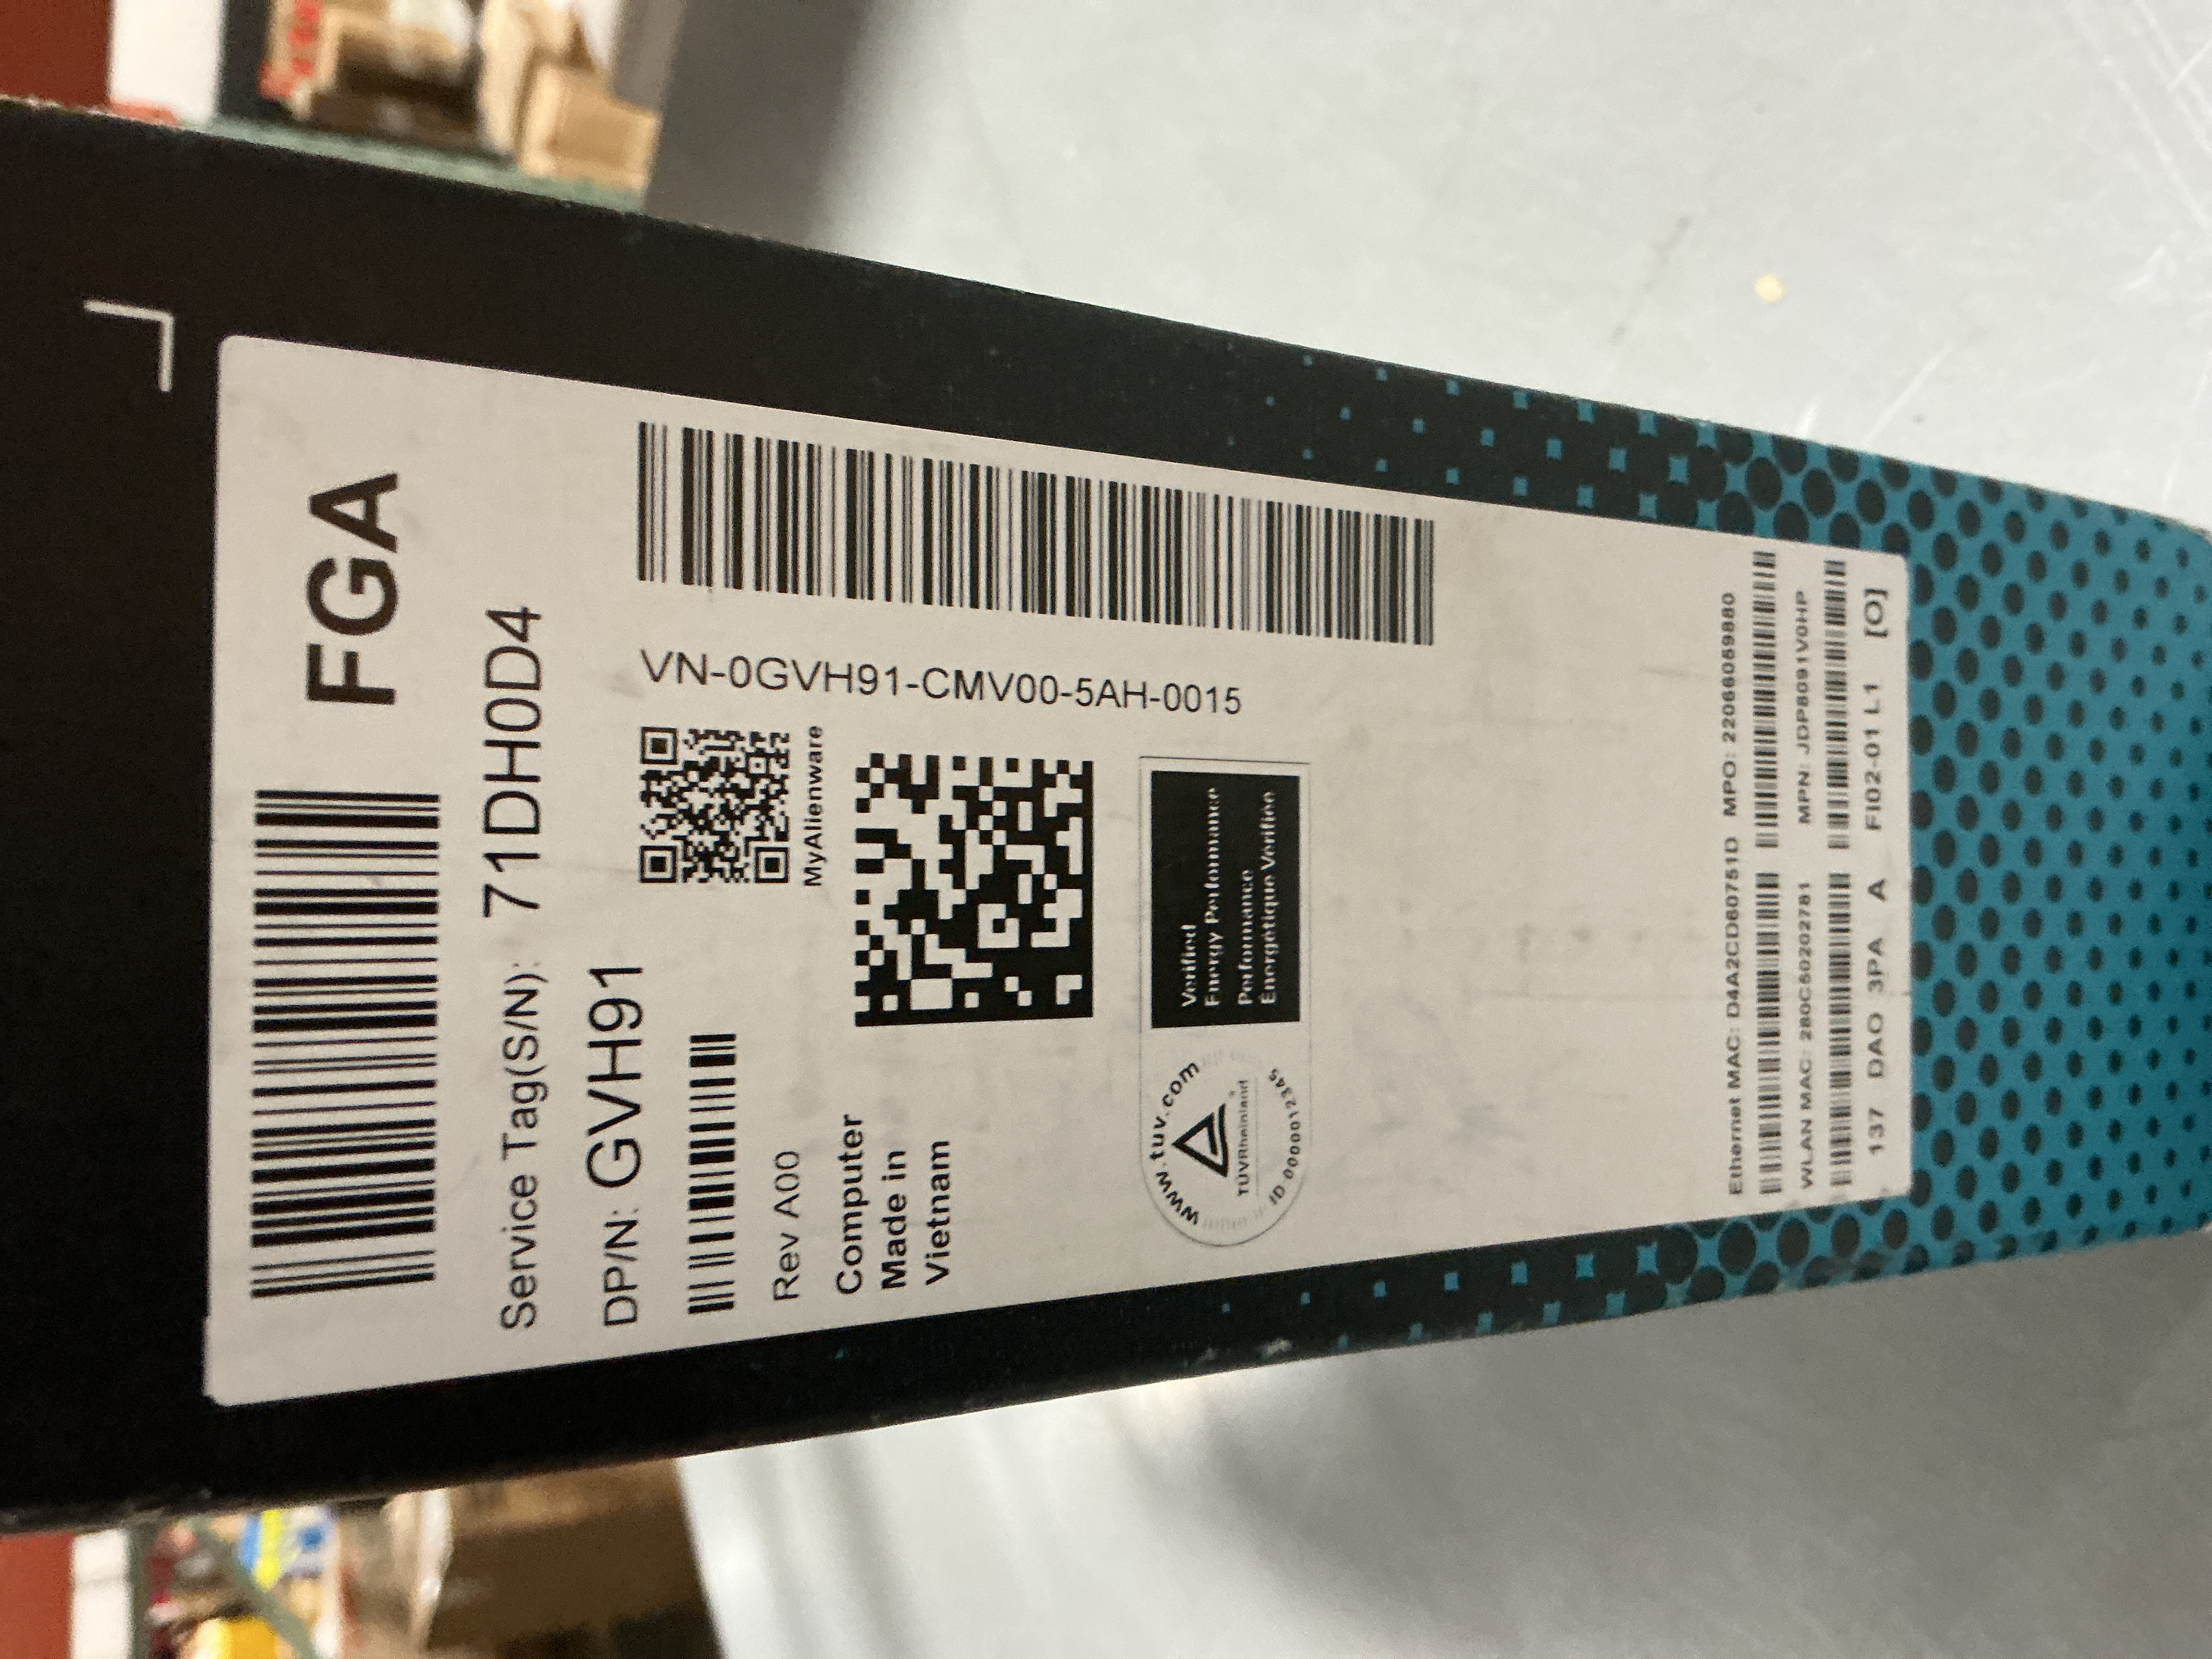 FGA
Service Tag(S/N): 71DH0D4
DP/N: GVH91
VN-0GVH91-CMV00-5AH-0015
Rev A00
MyAlienware
Computer
Made in
Vietnam
www.tuv.com
TÜVRheinland
ID 0000012345
Verified
Energy Performance
Performance
Énergétique Vérifiée
Ethernet MAC: D4A2CD60751D MPO: 22066059880
WLAN MAC: 280C50202781 MPN: JDP8091V0HP
137 DAO 3PA A FI02-01 L1 [O]